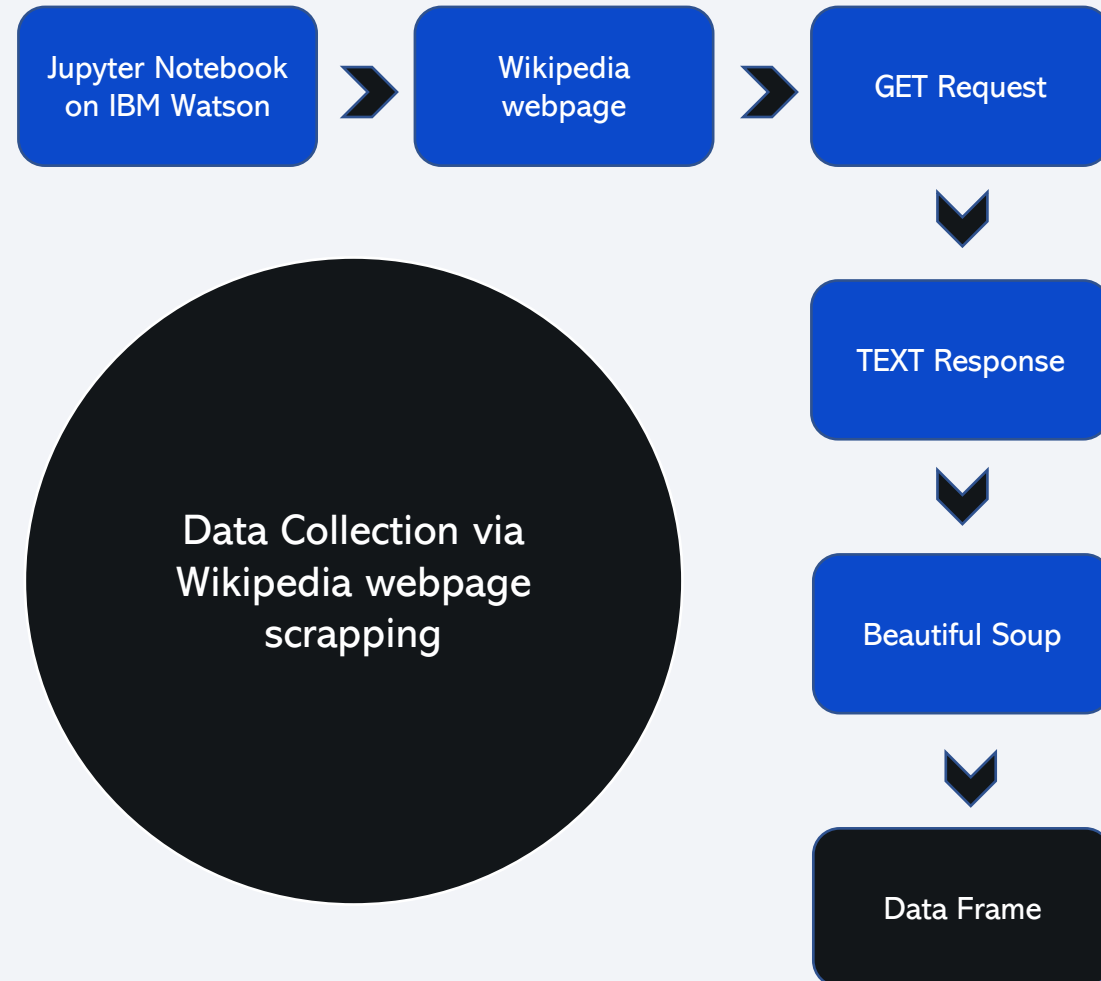 Jupyter Notebook
on IBM Watson
Wikipedia
webpage
GET Request
TEXT Response
Data Collection via
Wikipedia webpage
scrapping
Beautiful Soup
Data Frame